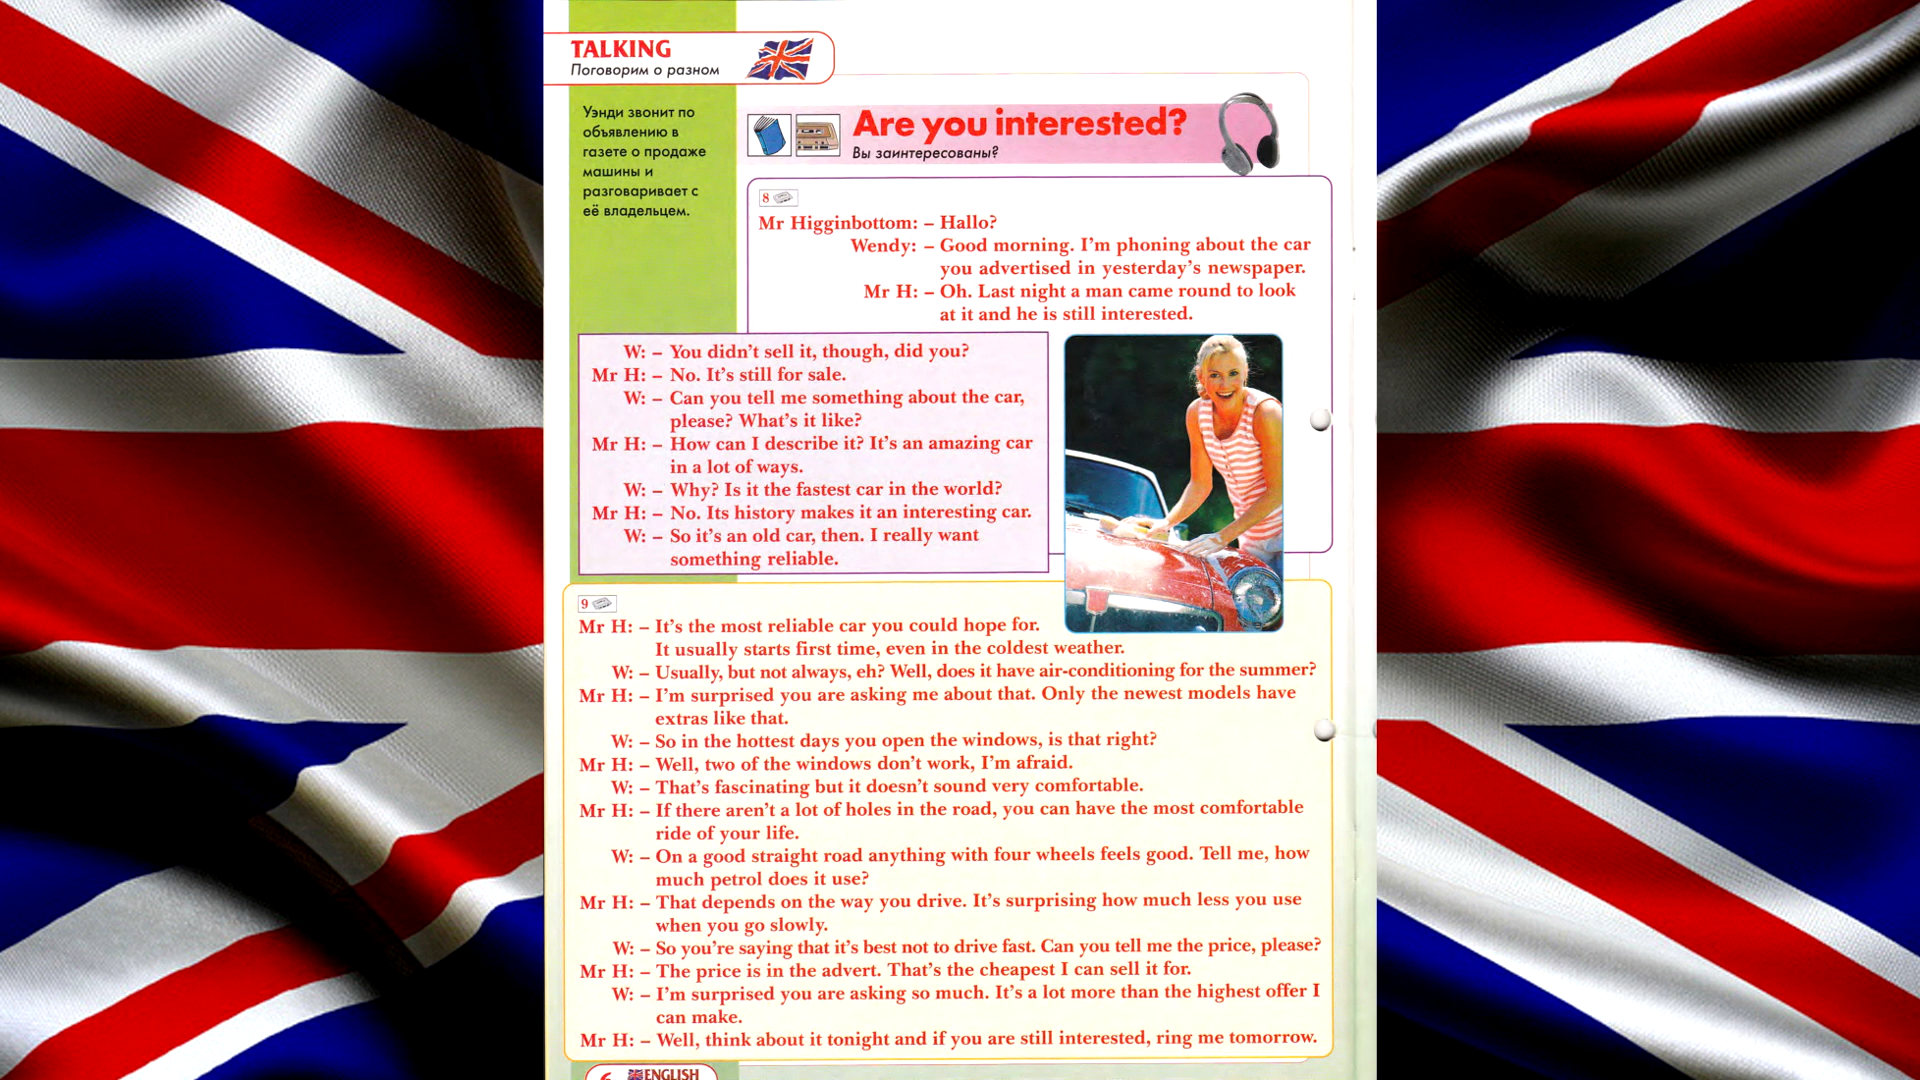 TALKING
Поговорим о разном
Уэнди звонит по
объявлению в
газете о продаже
машины и
разговаривает с
её владельцем.
Are you interested?
Вы заинтересованы?
8
Mr Higginbottom: – Hallo?
Wendy: – Good morning. I'm phoning about the car
you advertised in yesterday's newspaper.
Mr H: – Oh. Last night a man came round to look
at it and he is still interested.
W: – You didn't sell it, though, did you?
Mr H: – No. It's still for sale.
W: – Can you tell me something about the car,
please? What's it like?
Mr H: – How can I describe it? It's an amazing car
in a lot of ways.
W: – Why? Is it the fastest car in the world?
Mr H: – No. Its history makes it an interesting car.
W: – So it's an old car, then. I really want
something reliable.
9
Mr H: – It's the most reliable car you could hope for.
It usually starts first time, even in the coldest weather.
W: – Usually, but not always, eh? Well, does it have air-conditioning for the summer?
Mr H: – I'm surprised you are asking me about that. Only the newest models have
extras like that.
W: – So in the hottest days you open the windows, is that right?
Mr H: – Well, two of the windows don't work, I'm afraid.
W: – That's fascinating but it doesn't sound very comfortable.
Mr H: – If there aren't a lot of holes in the road, you can have the most comfortable
ride of your life.
W: – On a good straight road anything with four wheels feels good. Tell me, how
much petrol does it use?
Mr H: – That depends on the way you drive. It's surprising how much less you use
when you go slowly.
W: – So you're saying that it's best not to drive fast. Can you tell me the price, please?
Mr H: – The price is in the advert. That's the cheapest I can sell it for.
W: – I'm surprised you are asking so much. It's a lot more than the highest offer I
can make.
Mr H: – Well, think about it tonight and if you are still interested, ring me tomorrow.
6 ENGLISH